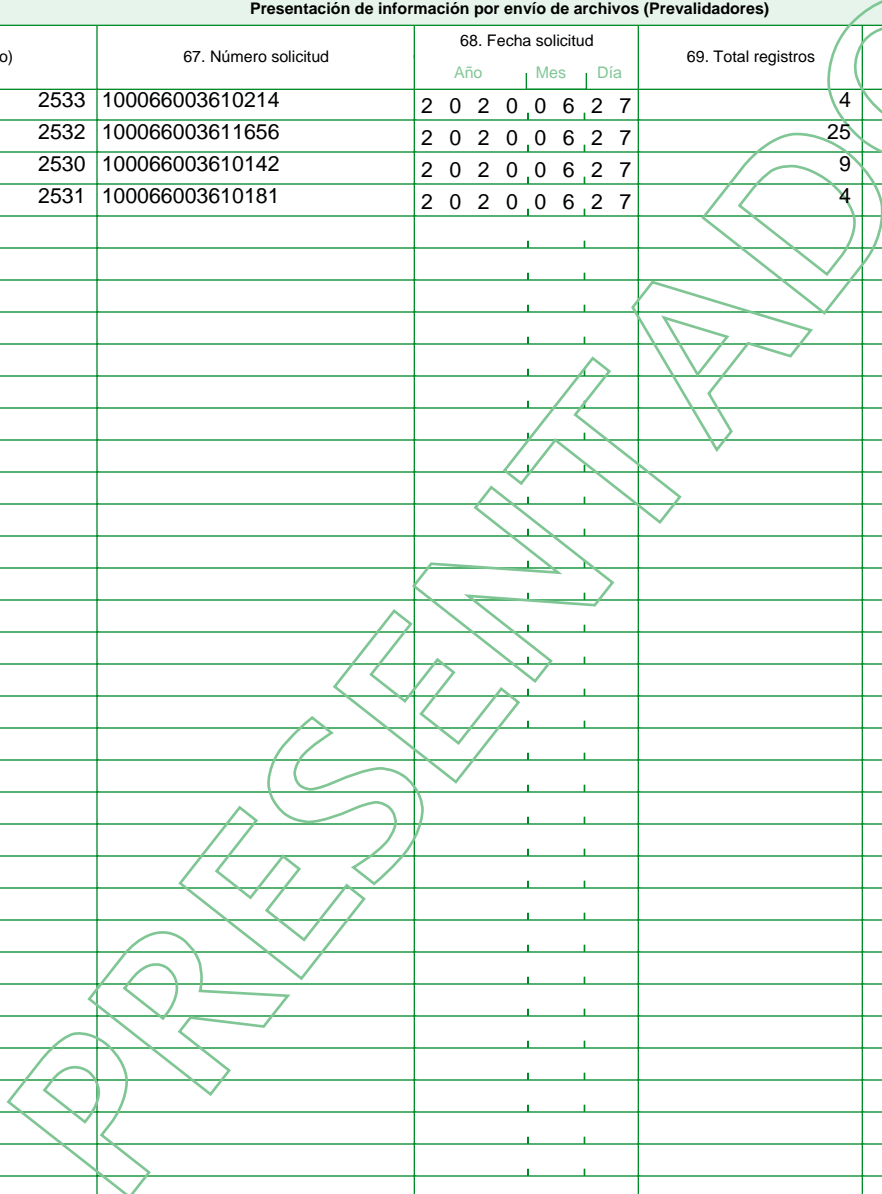 Presentación de información por envío de archivos (Prevalidadores)
o) 67. Número solicitud 68. Fecha solicitud 69. Total registros
Año Mes Día
2533 100066003610214 2 0 2 0 0 6 2 7 4
2532 100066003611656 2 0 2 0 0 6 2 7 25
2530 100066003610142 2 0 2 0 0 6 2 7 9
2531 100066003610181 2 0 2 0 0 6 2 7 4
PRESENTADO